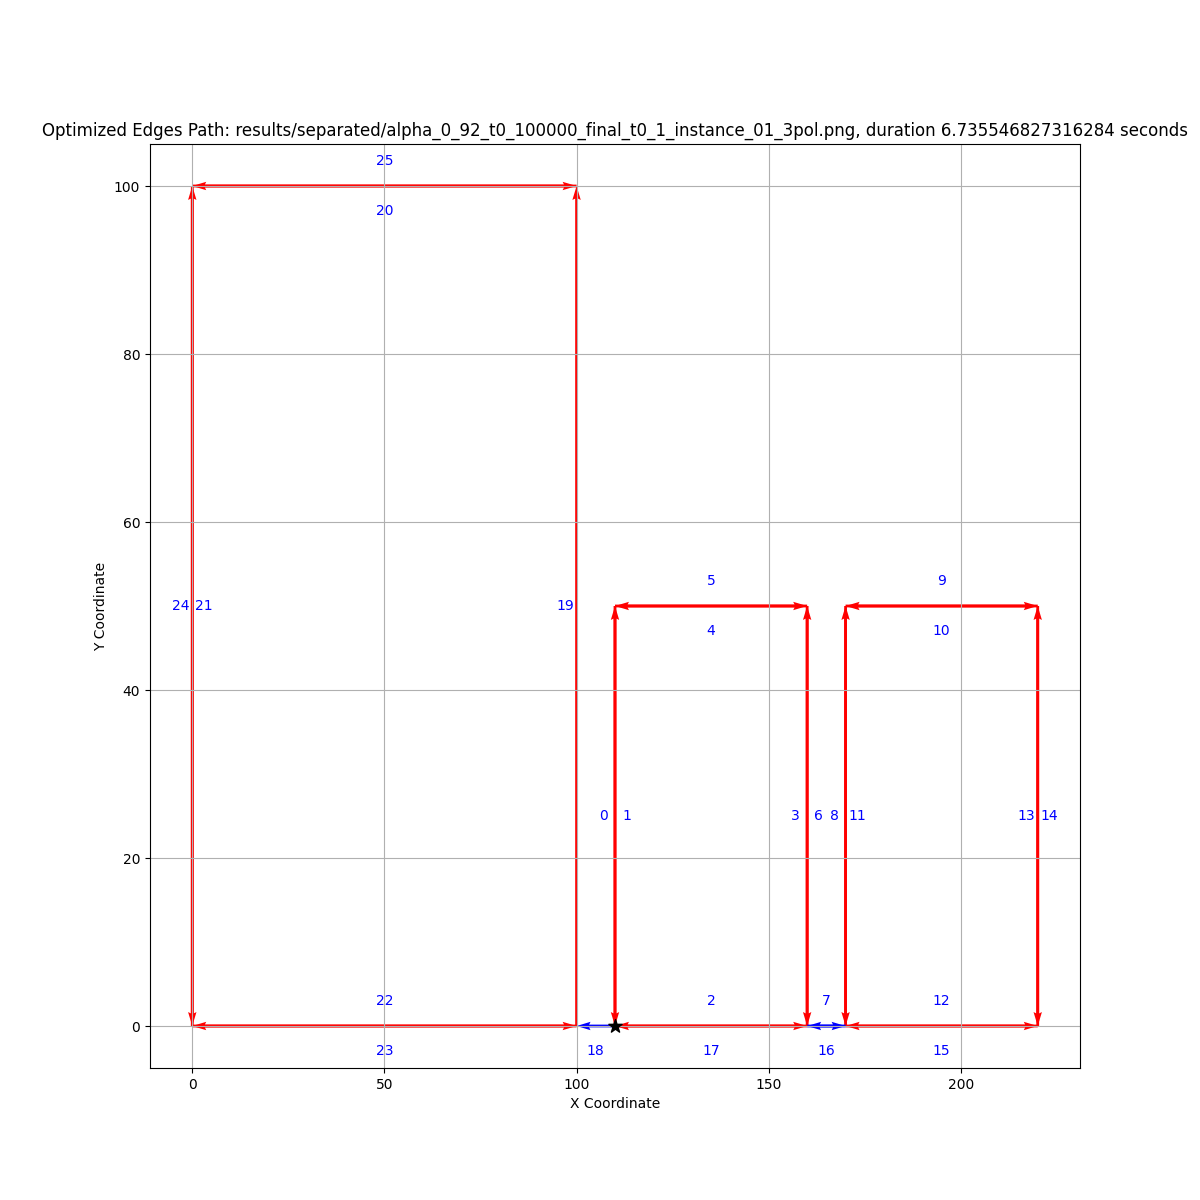 Optimized Edges Path: results/separated/alpha_0_92_t0_100000_final_t0_1_instance_01_3pol.png, duration 6.735546827316284 seconds
25
100
20
80
60
5 9
24 21 19
4 10
Y Coordinate
40
0 1 3 6 8 11 13 14
20
22 2 7 12
0
23 18 17 16 15
0 50 100 150 200
X Coordinate